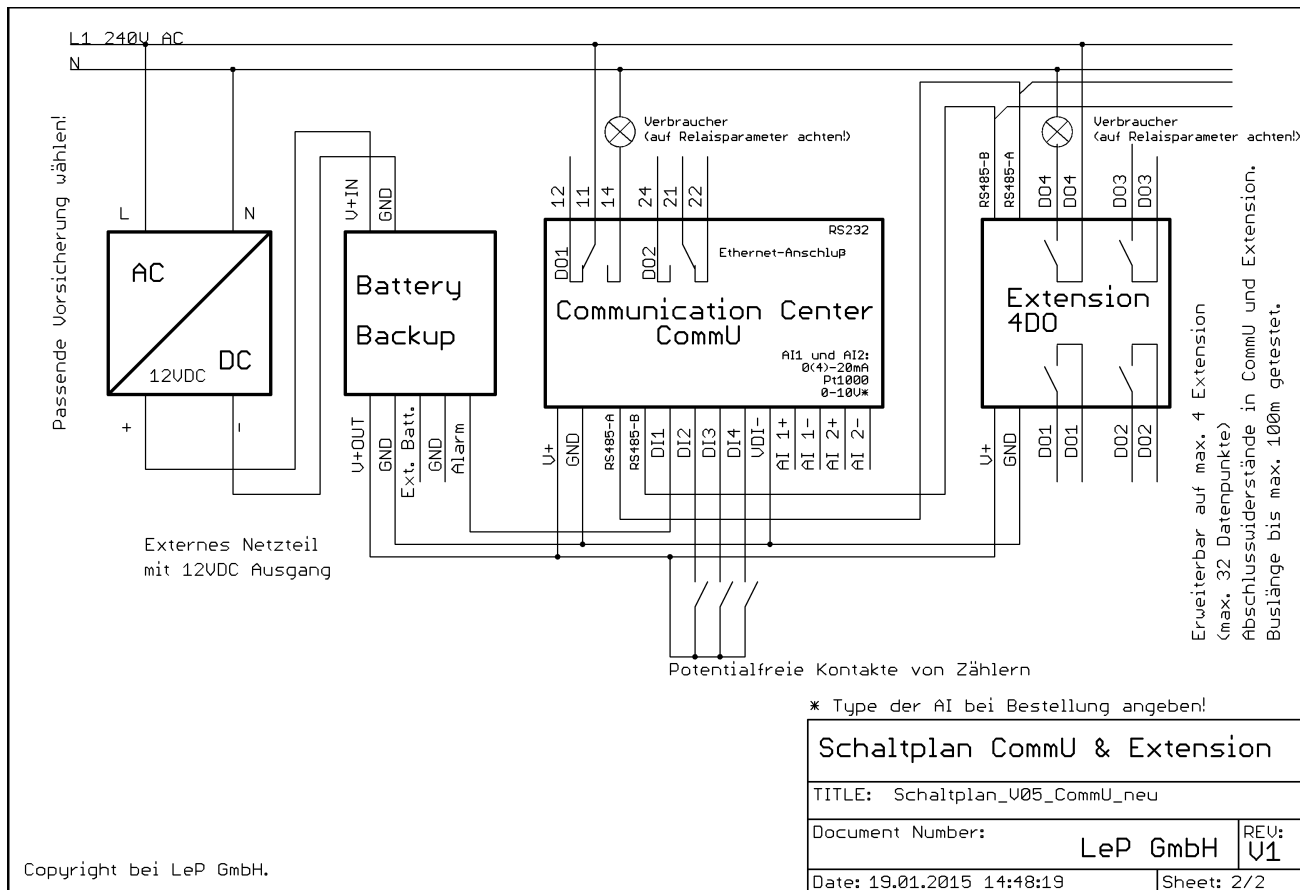 L1 240V AC
N
Passende Vorsicherung wählen!
L
N
AC
12VDC
DC
+
-
Externes Netzteil
mit 12VDC Ausgang
V+IN
GND
Battery
Backup
V+OUT
GND
Ext. Batt.
GND
Alarm
Verbraucher
(auf Relaisparameter achten!)
12
11
14
24
21
22
DO1
DO2
RS232
Ethernet-Anschluß
Communication Center
CommU
AI1 und AI2:
0(4)-20mA
Pt1000
0-10V*
V+
GND
RS485-A
RS485-B
DI1
DI2
DI3
DI4
VDI-
AI 1+
AI 1-
AI 2+
AI 2-
Potentialfreie Kontakte von Zählern
Verbraucher
(auf Relaisparameter achten!)
RS485-B
RS485-A
DO4
DO4
DO3
DO3
Extension
4DO
V+
GND
DO1
DO1
DO2
DO2
Erweiterbar auf max. 4 Extension
(max. 32 Datenpunkte)
Abschlusswiderstände in CommU und Extension.
Buslänge bis max. 100m getestet.
* Type der AI bei Bestellung angeben!
Schaltplan CommU & Extension
TITLE: Schaltplan_V05_CommU_neu
Document Number:
LeP GmbH
REV:
V1
Date: 19.01.2015 14:48:19
Sheet: 2/2
Copyright bei LeP GmbH.